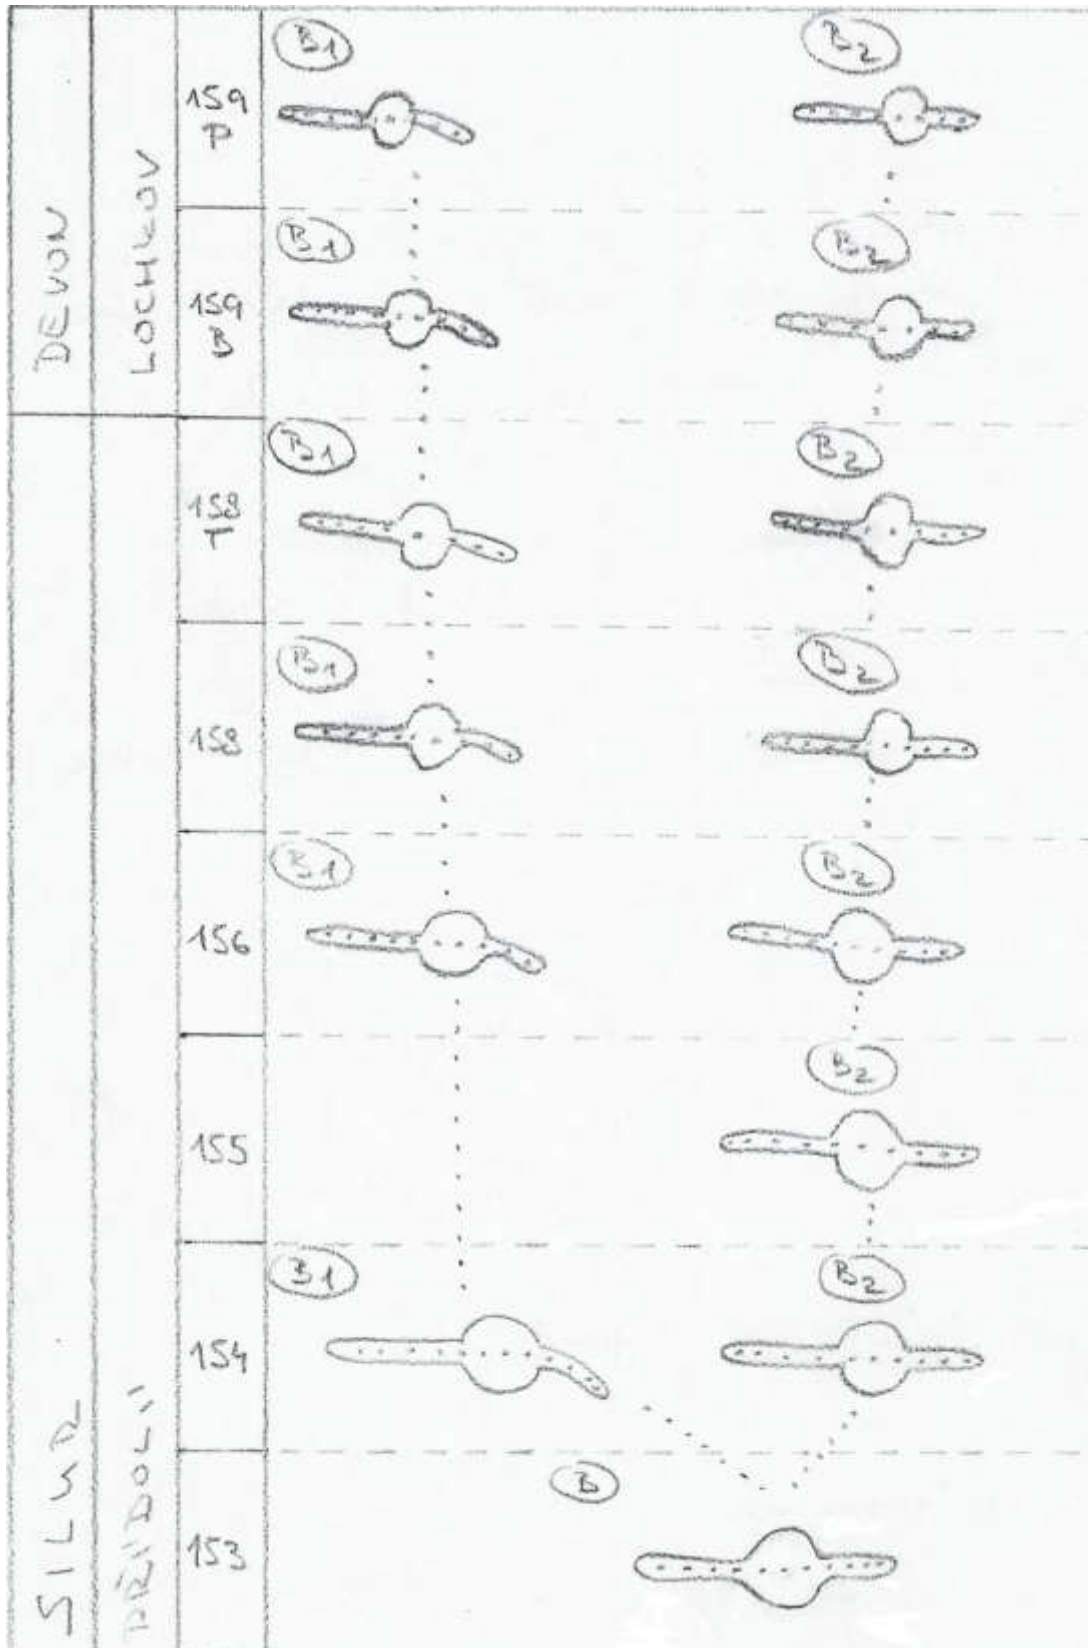 DEVON
LOCHKOV
159
P
B1
B2
159
B
B1
B2
SILUR
PŘÍDOLÍ
158
T
B1
B2
158
B1
B2
156
B1
B2
155
B2
154
B1
B2
153
B